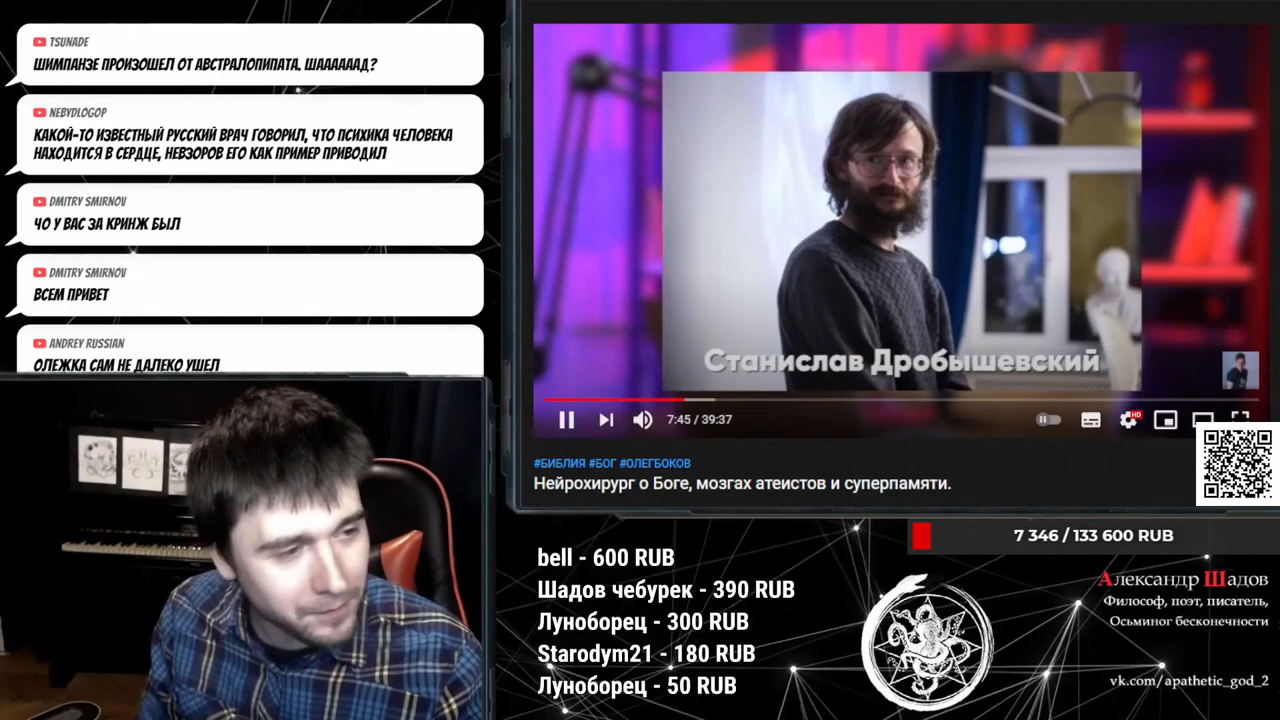 TSUNADE
ШИМПАНЗЕ ПРОИЗОШЕЛ ОТ АВСТРАЛОПИПАТА. ШАААААAД?
NEBYDLOGOP
КАКОЙ-ТО ИЗВЕСТНЫЙ РУССКИЙ ВРАЧ ГОВОРИЛ, ЧТО ПСИХИКА ЧЕЛОВЕКА
НАХОДИТСЯ В СЕРДЦЕ, НЕВЗОРОВ ЕГО КАК ПРИМЕР ПРИВОДИЛ
DMITRY SMIRNOV
ЧО У ВАС ЗА КРИНЖ БЫЛ
DMITRY SMIRNOV
ВСЕМ ПРИВЕТ
ANDREY RUSSIAN
ОЛЕЖКА САМ НЕ ДАЛЕКО УШЕЛ
Станислав Дробышевский
7:45 / 39:37
HD
#БИБЛИЯ #БОГ #ОЛЕГБОКОВ
Нейрохирург о Боге, мозгах атеистов и суперпамяти.
7 346 / 133 600 RUB
bell - 600 RUB
Шадов чебурек - 390 RUB
Луноборец - 300 RUB
Starodym21 - 180 RUB
Луноборец - 50 RUB
Александр Шадов
Философ, поэт, писатель,
Осьминог бесконечности
vk.com/apathetic_god_2